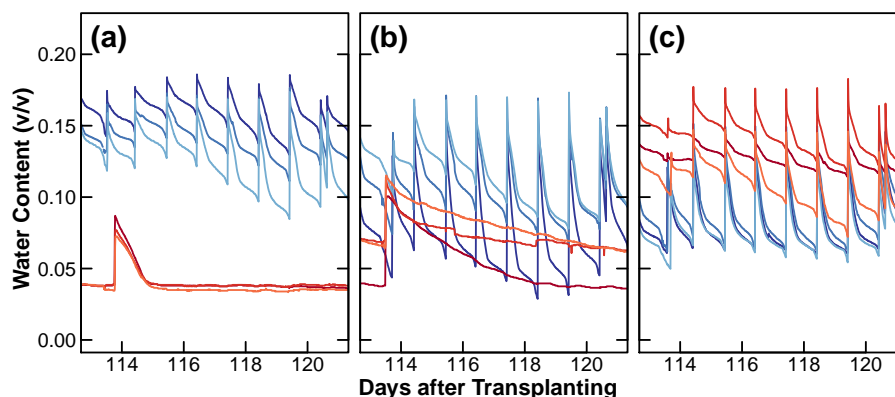 (a) (b) (c)
Water Content (v/v)
0.20
0.15
0.10
0.05
0.00
114 116 118 120 114 116 118 120 114 116 118 120
Days after Transplanting